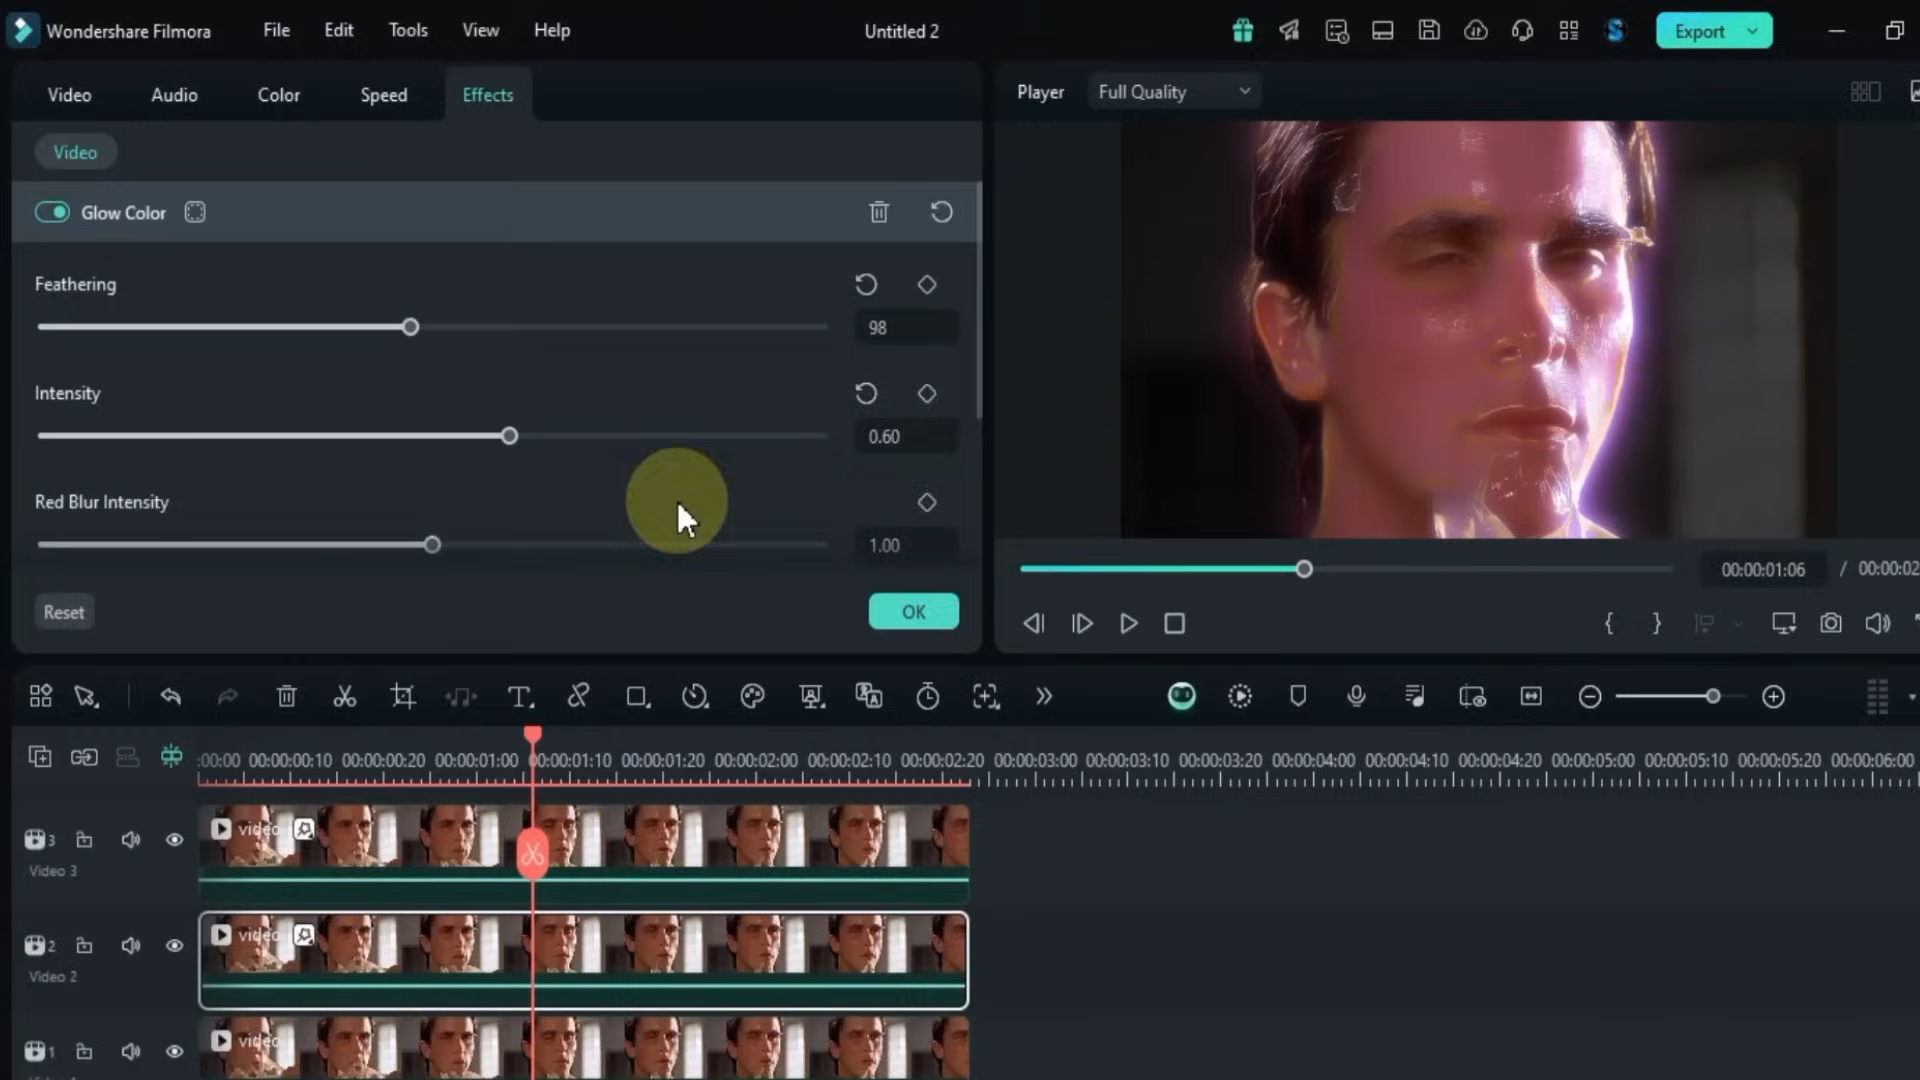 Wondershare Filmora File Edit Tools View Help Untitled 2 Export
Video Audio Color Speed Effects
Player Full Quality
Video
Glow Color
Feathering
98
Intensity
0.60
Red Blur Intensity
1.00
Reset OK
00:00:01:06 / 00:00:02
:00:00 00:00:00:10 00:00:00:20 00:00:01:00 00:00:01:10 00:00:01:20 00:00:02:00 00:00:02:10 00:00:02:20 00:00:03:00 00:00:03:10 00:00:03:20 00:00:04:00 00:00:04:10 00:00:04:20 00:00:05:00 00:00:05:10 00:00:05:20 00:00:06:00
3 video
Video 3
2 video
Video 2
1 video